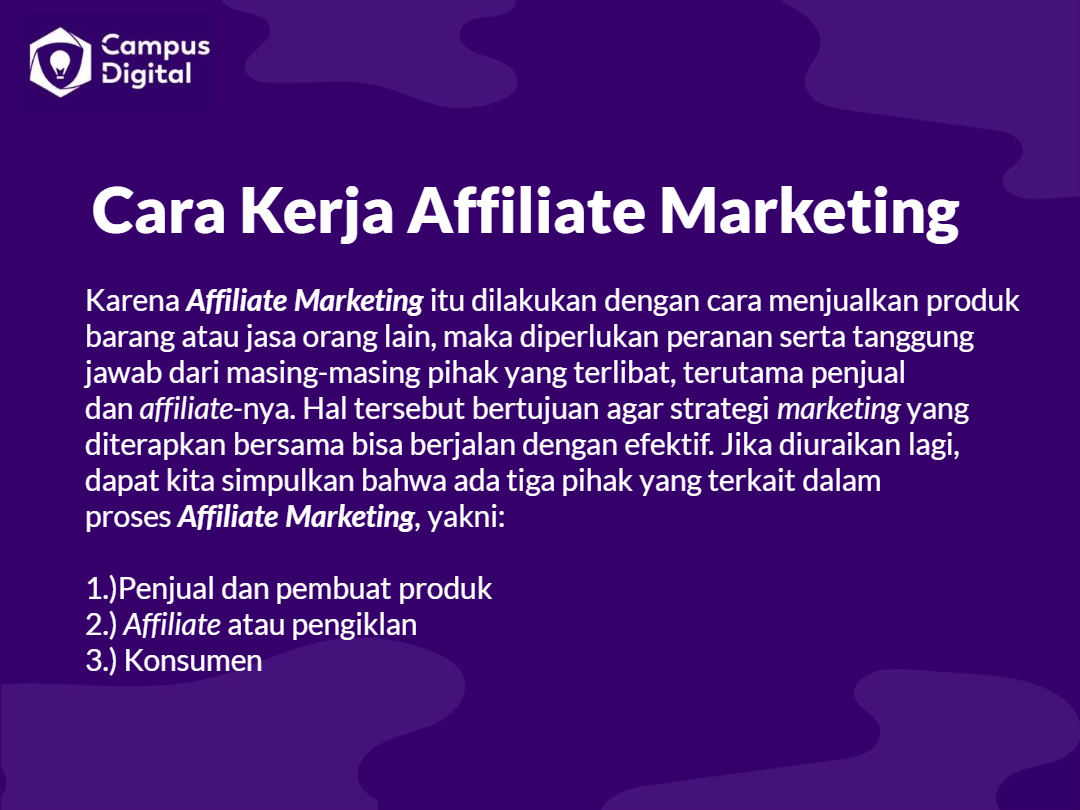 Campus
Digital
Cara Kerja Affiliate Marketing
Karena Affiliate Marketing itu dilakukan dengan cara menjualkan produk
barang atau jasa orang lain, maka diperlukan peranan serta tanggung
jawab dari masing-masing pihak yang terlibat, terutama penjual
dan affiliate-nya. Hal tersebut bertujuan agar strategi marketing yang
diterapkan bersama bisa berjalan dengan efektif. Jika diuraikan lagi,
dapat kita simpulkan bahwa ada tiga pihak yang terkait dalam
proses Affiliate Marketing, yakni:
1.)Penjual dan pembuat produk
2.) Affiliate atau pengiklan
3.) Konsumen